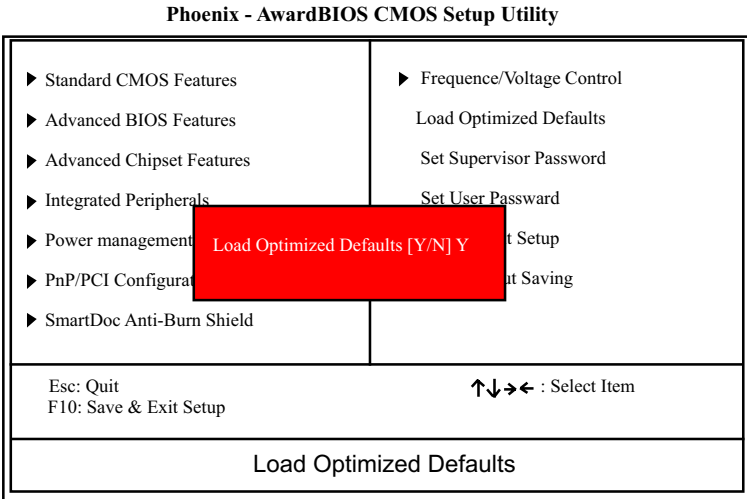 Phoenix - AwardBIOS CMOS Setup Utility
Standard CMOS Features
Advanced BIOS Features
Advanced Chipset Features
Integrated Peripherals
Power management
PnP/PCI Configurat
SmartDoc Anti-Burn Shield
Frequence/Voltage Control
Load Optimized Defaults
Set Supervisor Password
Set User Passward
t Setup
ut Saving
Load Optimized Defaults [Y/N] Y
Esc: Quit
F10: Save & Exit Setup
↑↓→← : Select Item
Load Optimized Defaults